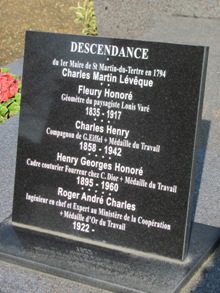 DESCENDANCE
du 1er Maire de St Martin-du-Tertre en 1794
Charles Martin Lévêque
Fleury Honoré
Géomètre du paysagiste Louis Varé
1835 - 1917
Charles Henry
Compagnon de G.Eiffel + Médaille du Travail
1858 - 1942
Henry Georges Honoré
Cadre couturier Fourreur chez C.Dior + Médaille du Travail
1895 - 1960
Roger André Charles
Ingénieur en chef et Expert au Ministère de la Coopération
+Médaille d'Or du Travail
1922 -